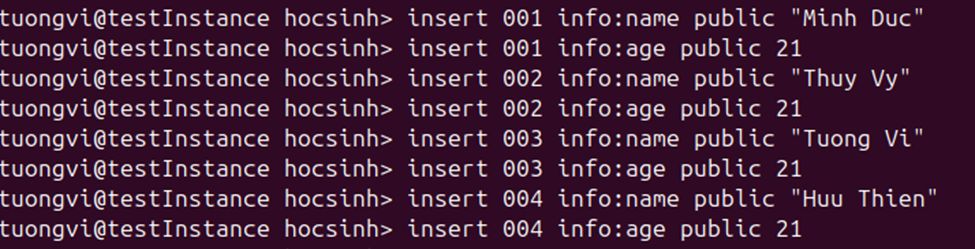 tuongvi@testInstance hocsinh> insert 001 info:name public "Minh Duc"
tuongvi@testInstance hocsinh> insert 001 info:age public 21
tuongvi@testInstance hocsinh> insert 002 info:name public "Thuy Vy"
tuongvi@testInstance hocsinh> insert 002 info:age public 21
tuongvi@testInstance hocsinh> insert 003 info:name public "Tuong Vi"
tuongvi@testInstance hocsinh> insert 003 info:age public 21
tuongvi@testInstance hocsinh> insert 004 info:name public "Huu Thien"
tuongvi@testInstance hocsinh> insert 004 info:age public 21